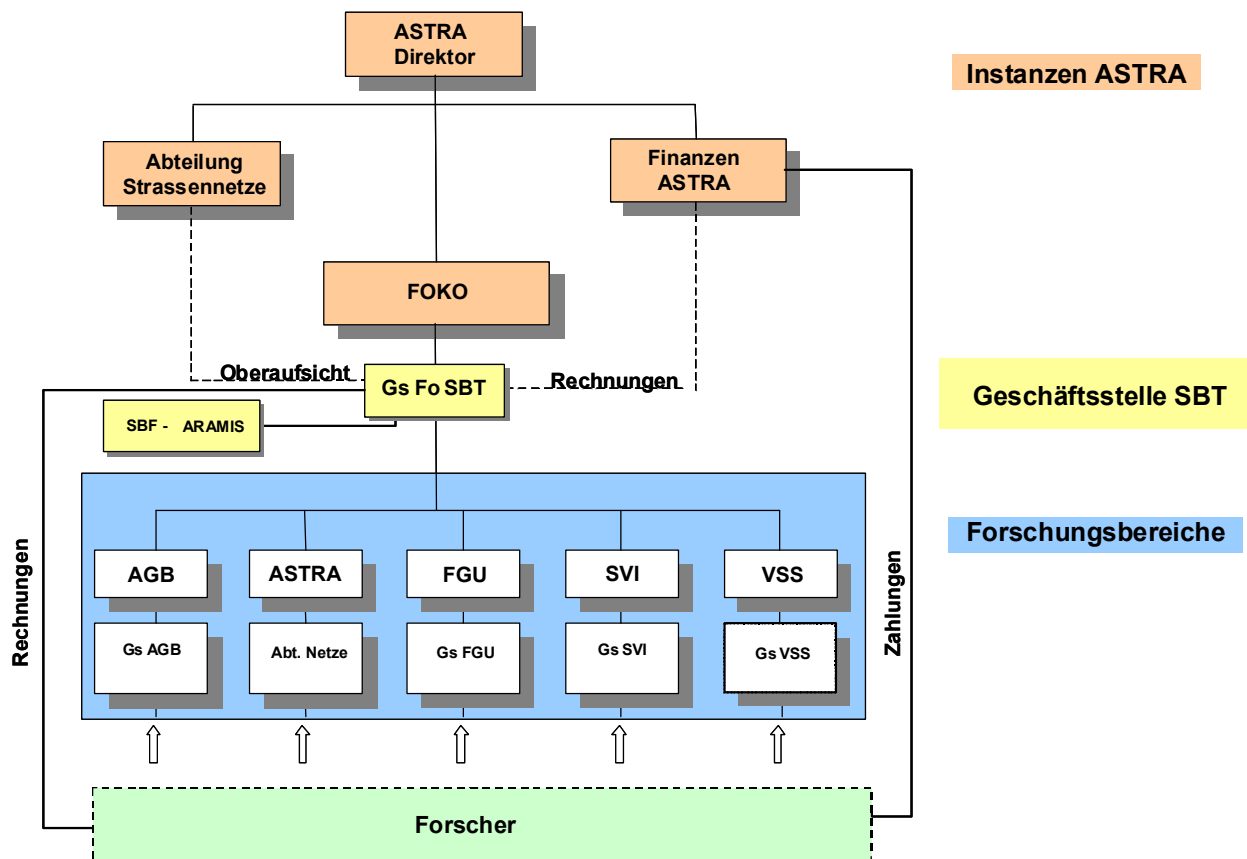 ASTRA
Direktor
Instanzen ASTRA
Abteilung
Strassennetze
Finanzen
ASTRA
FOKO
Oberaufsicht
Gs Fo SBT
Rechnungen
Geschäftsstelle SBT
SBF - ARAMIS
Forschungsbereiche
Rechnungen
Zahlungen
AGB
ASTRA
FGU
SVI
VSS
Gs AGB
Abt. Netze
Gs FGU
Gs SVI
Gs VSS
Forscher